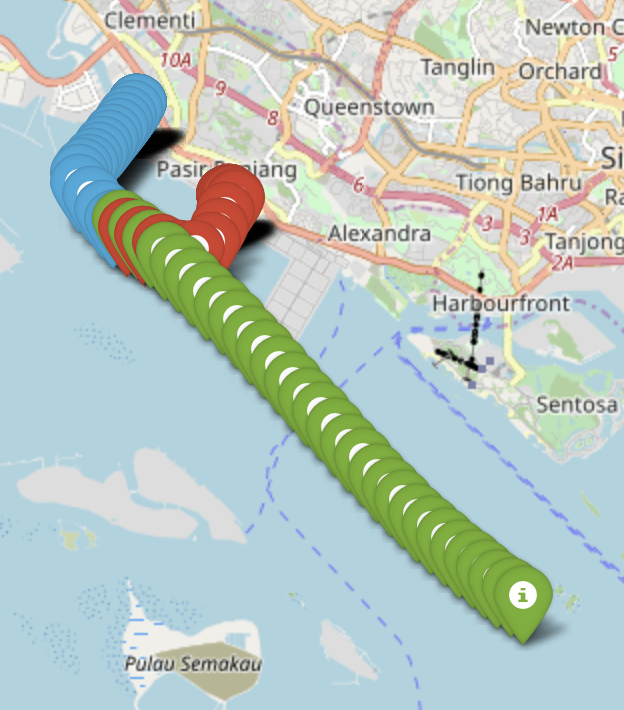 Clementi
Newton C
10A
5
Tanglin
Orchard
9
Queenstown
8
Si
Pasir Panjang
6
Tiong Bahru
Ra
1A
3
3
Alexandra
Tanjong
2A
Harbourfront
Sentosa
i
Pulau Semakau